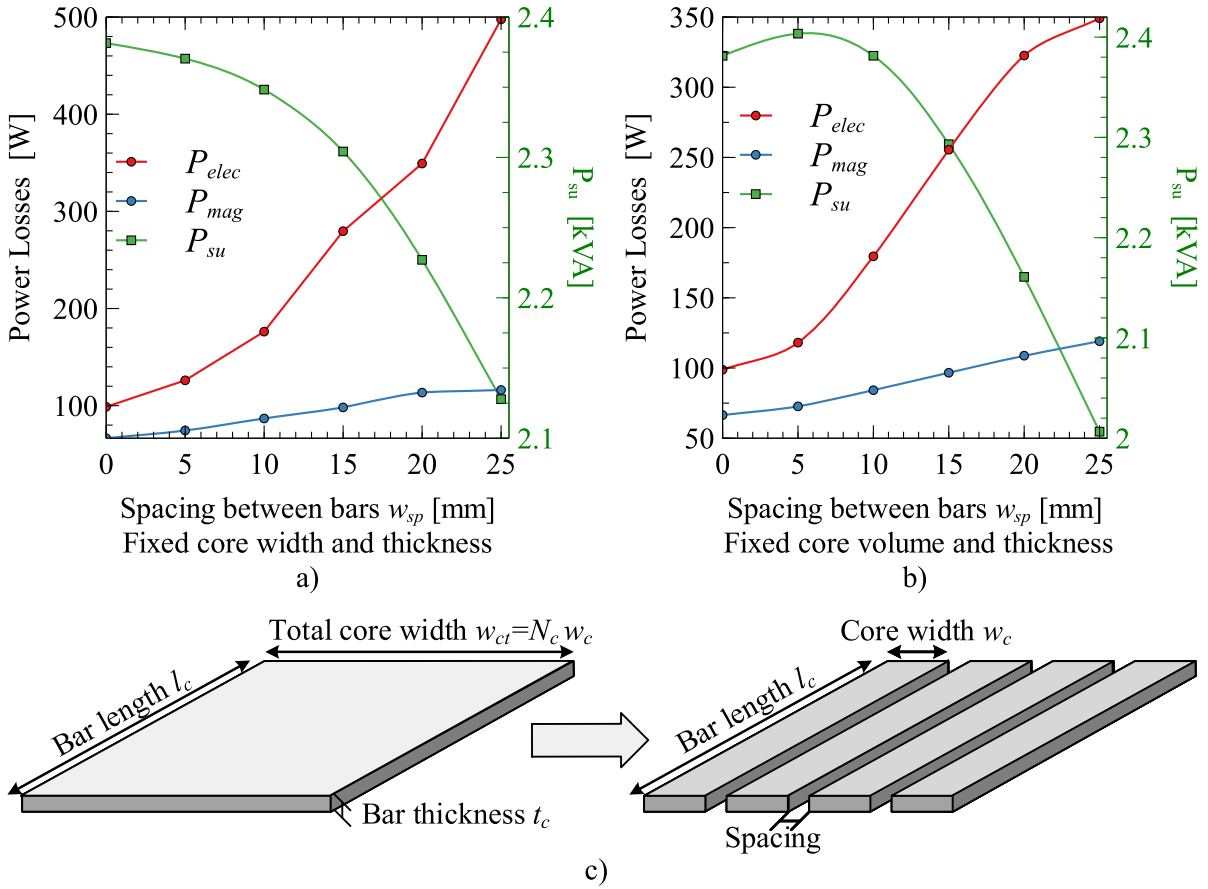 500
400
300
200
100
Power Losses [W]
P_elec
P_mag
P_su
2.4
2.3
2.2
2.1
P_su [kVA]
0 5 10 15 20 25
Spacing between bars w_sp [mm]
Fixed core width and thickness
a)
350
300
250
200
150
100
50
Power Losses [W]
P_elec
P_mag
P_su
2.4
2.3
2.2
2.1
2
P_su [kVA]
0 5 10 15 20 25
Spacing between bars w_sp [mm]
Fixed core volume and thickness
b)
Total core width w_ct=N_c w_c
Bar length l_c
Bar thickness t_c
Core width w_c
Bar length l_c
Spacing
c)